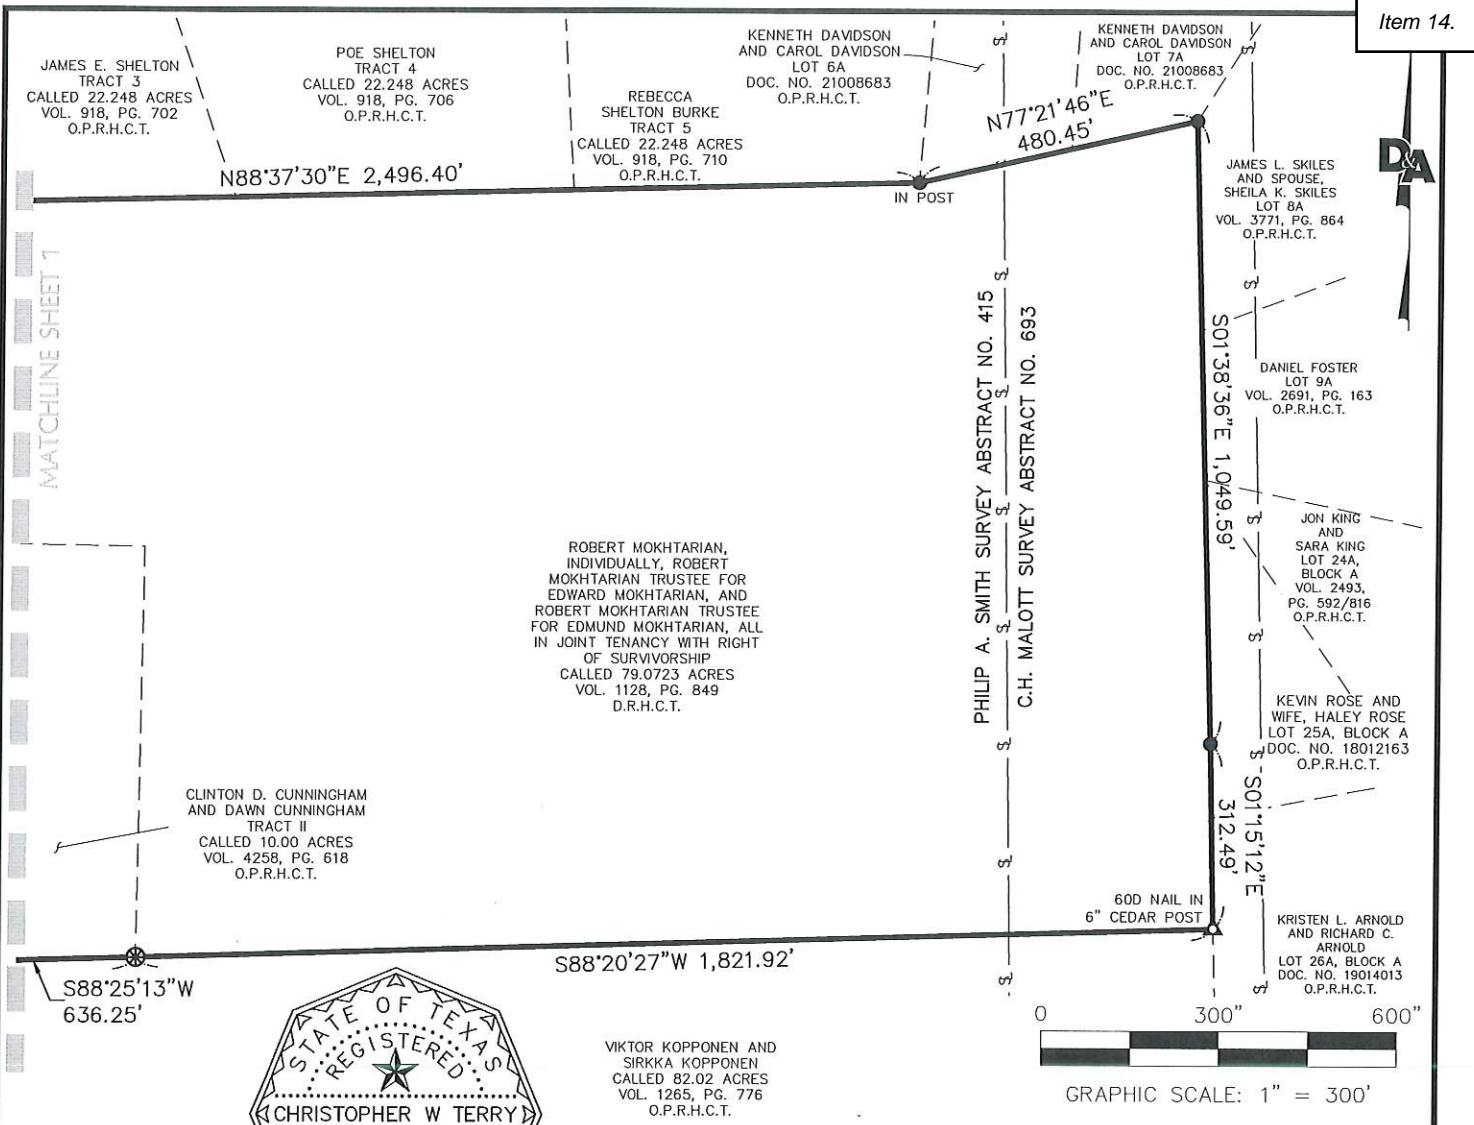 Item 14.
JAMES E. SHELTON
TRACT 3
CALLED 22.248 ACRES
VOL. 918, PG. 702
O.P.R.H.C.T.
POE SHELTON
TRACT 4
CALLED 22.248 ACRES
VOL. 918, PG. 706
O.P.R.H.C.T.
REBECCA
SHELTON BURKE
TRACT 5
CALLED 22.248 ACRES
VOL. 918, PG. 710
O.P.R.H.C.T.
KENNETH DAVIDSON
AND CAROL DAVIDSON
LOT 6A
DOC. NO. 21008683
O.P.R.H.C.T.
KENNETH DAVIDSON
AND CAROL DAVIDSON
LOT 7A
DOC. NO. 21008683
O.P.R.H.C.T.
N77°21'46"E
480.45'
N88°37'30"E 2,496.40'
IN POST
D&A
JAMES L. SKILES
AND SPOUSE,
SHEILA K. SKILES
LOT 8A
VOL. 3771, PG. 864
O.P.R.H.C.T.
MATCHLINE SHEET 1
PHILIP A. SMITH SURVEY ABSTRACT NO. 415
C.H. MALOTT SURVEY ABSTRACT NO. 693
S01°38'36"E 1,049.59'
DANIEL FOSTER
LOT 9A
VOL. 2691, PG. 163
O.P.R.H.C.T.
JON KING
AND
SARA KING
LOT 24A,
BLOCK A
VOL. 2493,
PG. 592/816
O.P.R.H.C.T.
ROBERT MOKHTARIAN,
INDIVIDUALLY, ROBERT
MOKHTARIAN TRUSTEE FOR
EDWARD MOKHTARIAN, AND
ROBERT MOKHTARIAN TRUSTEE
FOR EDMUND MOKHTARIAN, ALL
IN JOINT TENANCY WITH RIGHT
OF SURVIVORSHIP
CALLED 79.0723 ACRES
VOL. 1128, PG. 849
D.R.H.C.T.
KEVIN ROSE AND
WIFE, HALEY ROSE
LOT 25A, BLOCK A
DOC. NO. 18012163
O.P.R.H.C.T.
CLINTON D. CUNNINGHAM
AND DAWN CUNNINGHAM
TRACT II
CALLED 10.00 ACRES
VOL. 4258, PG. 618
O.P.R.H.C.T.
S01°15'12"E
312.49'
60D NAIL IN
6" CEDAR POST
KRISTEN L. ARNOLD
AND RICHARD C.
ARNOLD
LOT 26A, BLOCK A
DOC. NO. 19014013
O.P.R.H.C.T.
S88°20'27"W 1,821.92'
S88°25'13"W
636.25'
STATE OF TEXAS
REGISTERED
CHRISTOPHER W TERRY
VIKTOR KOPPONEN AND
SIRKKA KOPPONEN
CALLED 82.02 ACRES
VOL. 1265, PG. 776
O.P.R.H.C.T.
0 300" 600"
GRAPHIC SCALE: 1" = 300'